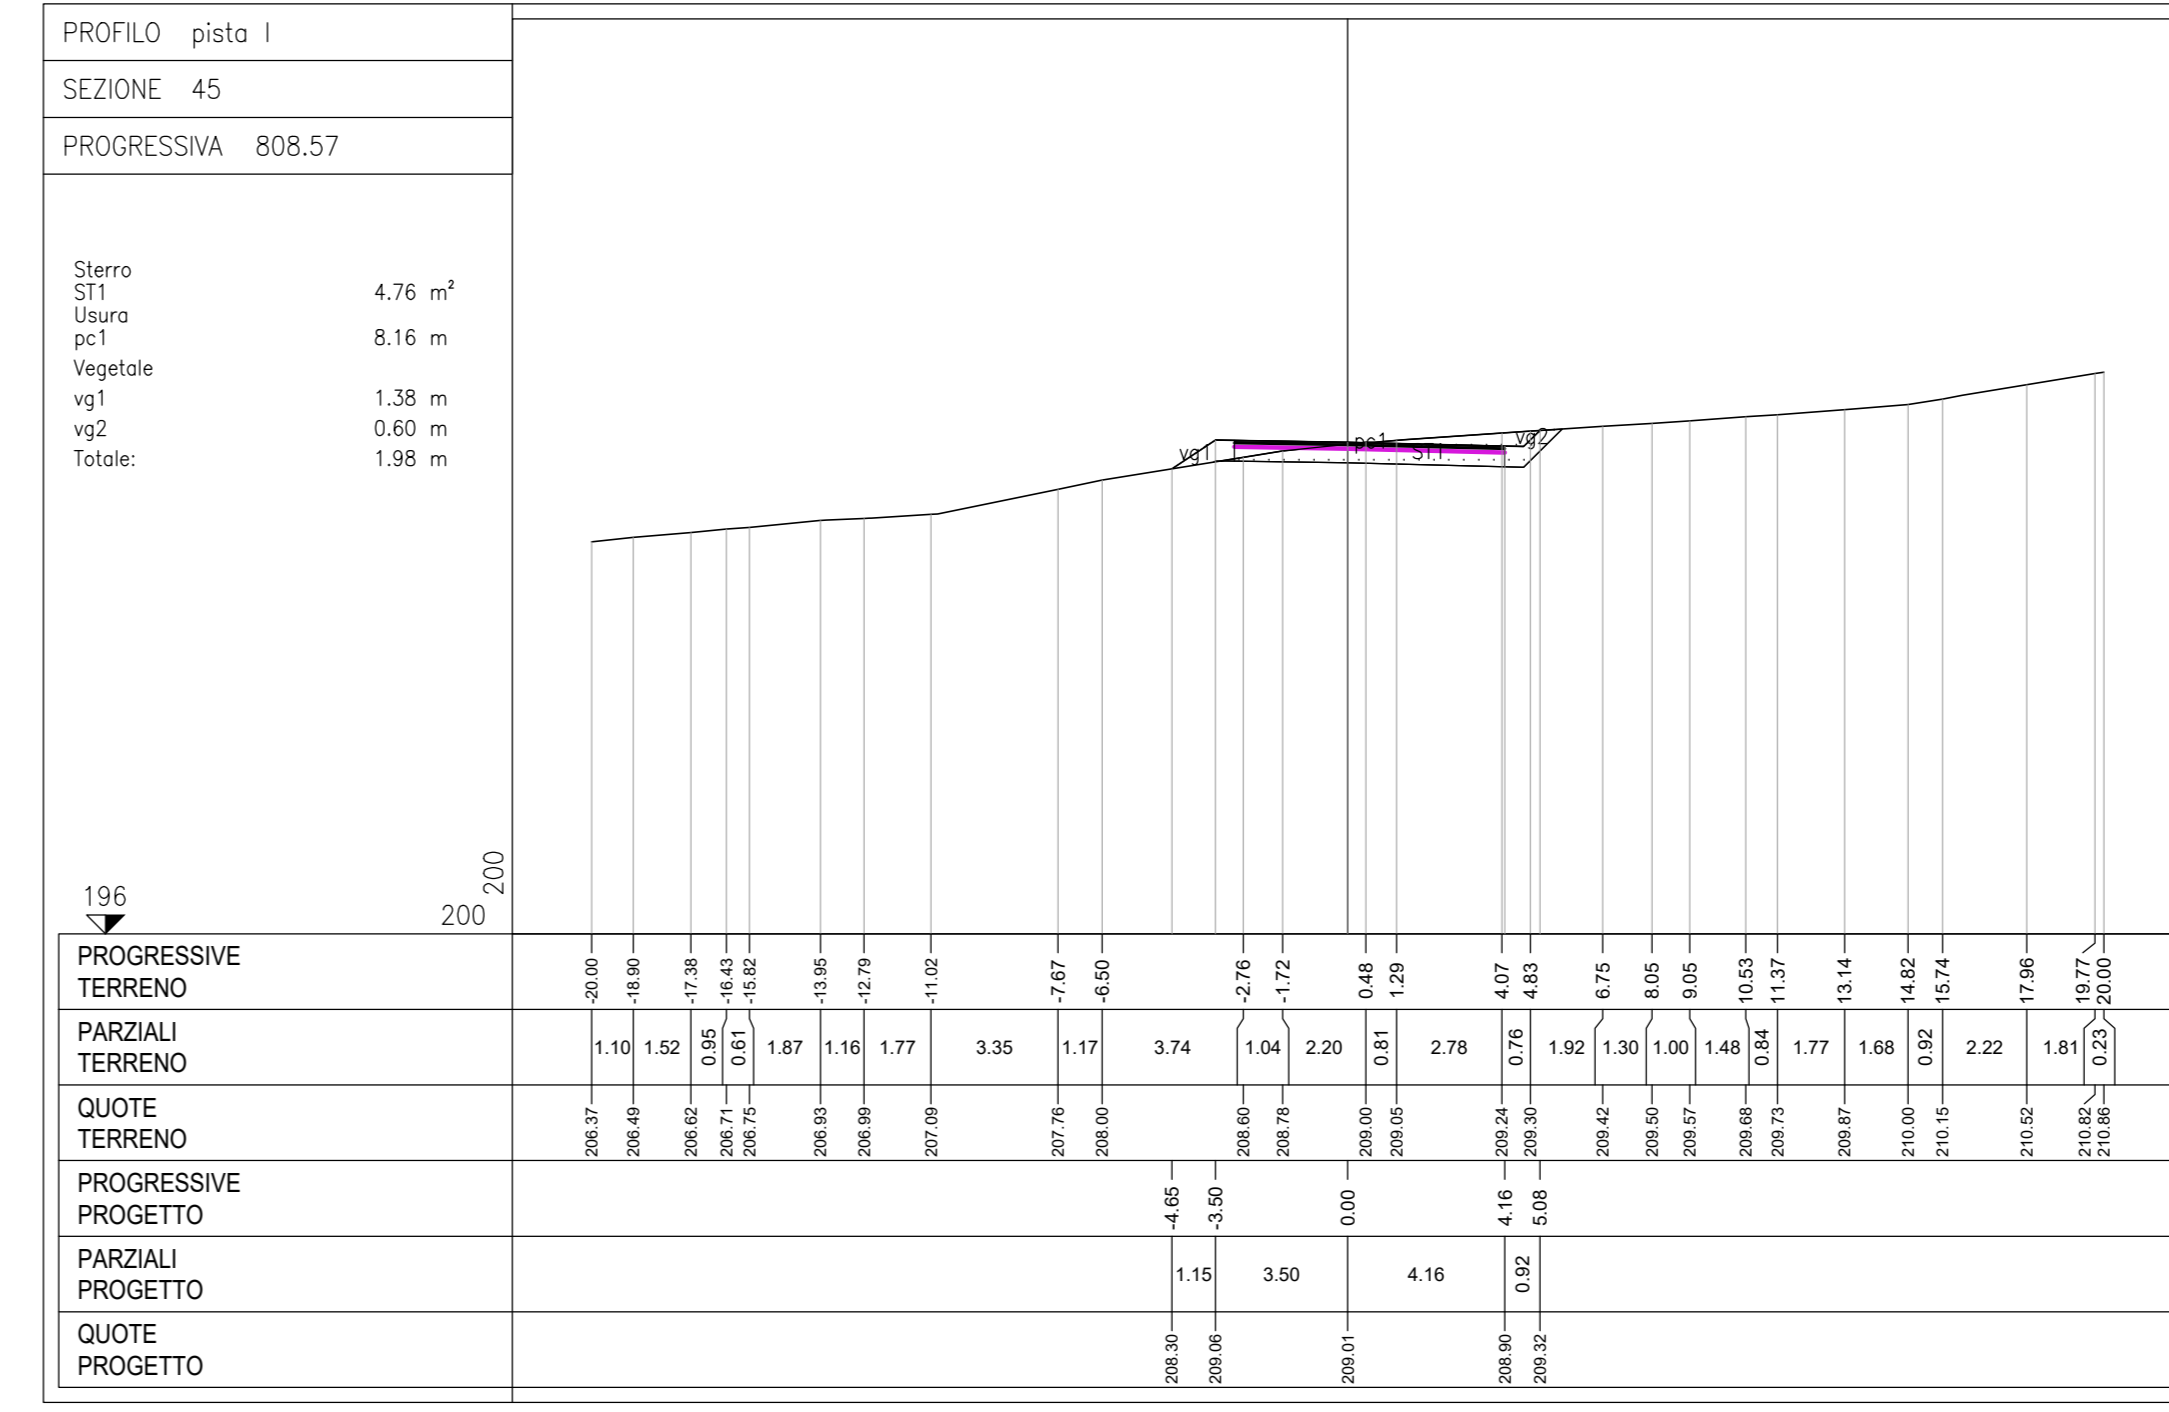 PROFILO pista I
SEZIONE 45
PROGRESSIVA 808.57
Sterro
ST1 4.76 m²
Usura
pc1 8.16 m
Vegetale
vg1 1.38 m
vg2 0.60 m
Totale: 1.98 m
vg1 pc1 ST1 vg2
196
200
200
PROGRESSIVE
TERRENO
-20.00 -18.90 -17.38 -16.43 -15.82 -13.95 -12.79 -11.02 -7.67 -6.50 -2.76 -1.72 0.48 1.29 4.07 4.83 6.75 8.05 9.05 10.53 11.37 13.14 14.82 15.74 17.96 19.77 20.00
PARZIALI
TERRENO
1.10 1.52 0.95 0.61 1.87 1.16 1.77 3.35 1.17 3.74 1.04 2.20 0.81 2.78 0.76 1.92 1.30 1.00 1.48 0.84 1.77 1.68 0.92 2.22 1.81 0.23
QUOTE
TERRENO
206.37 206.49 206.62 206.71 206.75 206.93 206.99 207.09 207.76 208.00 208.60 208.78 209.00 209.05 209.24 209.30 209.42 209.50 209.57 209.68 209.73 209.87 210.00 210.15 210.52 210.82 210.86
PROGRESSIVE
PROGETTO
-4.65 -3.50 0.00 4.16 5.08
PARZIALI
PROGETTO
1.15 3.50 4.16 0.92
QUOTE
PROGETTO
208.30 209.06 209.01 208.90 209.32